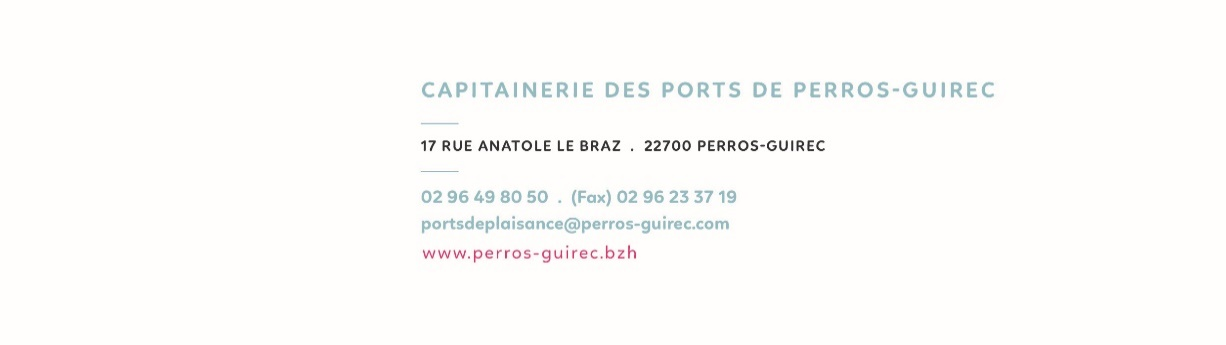 CAPITAINERIE DES PORTS DE PERROS-GUIREC
17 RUE ANATOLE LE BRAZ . 22700 PERROS-GUIREC
02 96 49 80 50 . (Fax) 02 96 23 37 19
portsdeplaisance@perros-guirec.com
www.perros-guirec.bzh